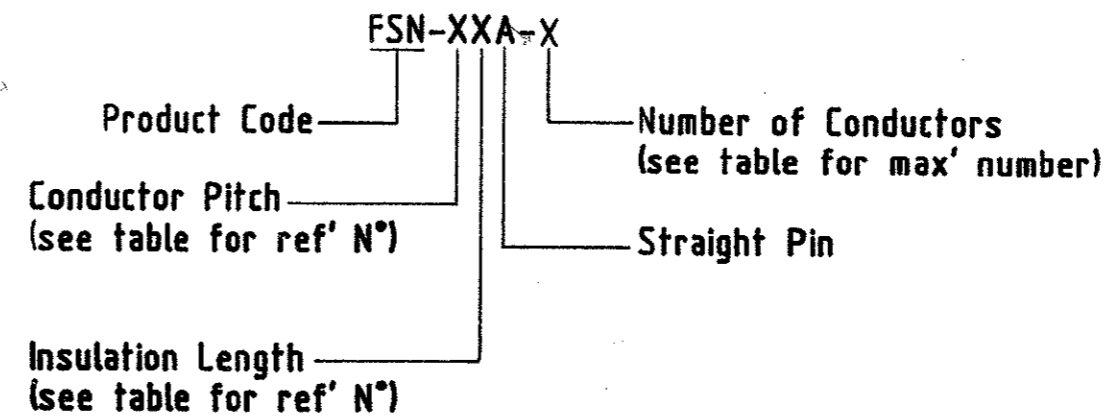 FSN-XXA-X
Product Code
Number of Conductors
(see table for max' number)
Conductor Pitch
(see table for ref' N°)
Straight Pin
Insulation Length
(see table for ref' N°)